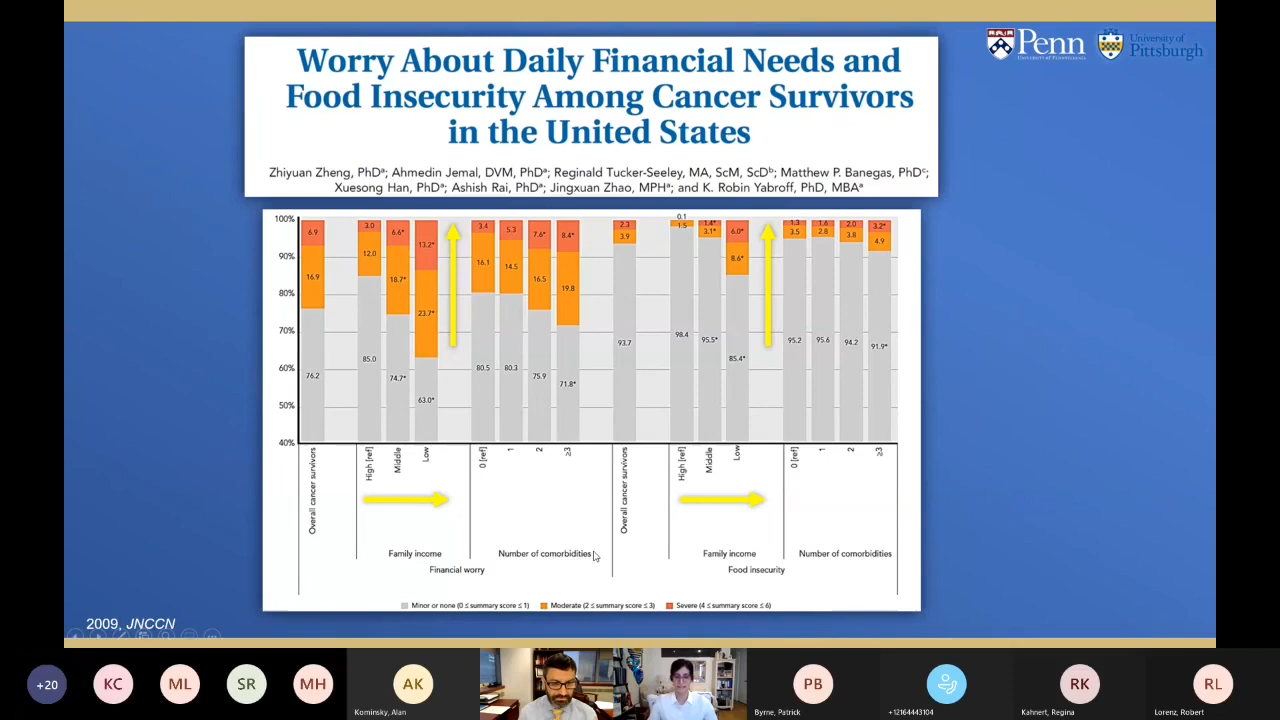 Penn
UNIVERSITY of PENNSYLVANIA
University of
Pittsburgh
Worry About Daily Financial Needs and
Food Insecurity Among Cancer Survivors
in the United States
Zhiyuan Zheng, PhDᵃ; Ahmedin Jemal, DVM, PhDᵃ; Reginald Tucker-Seeley, MA, ScM, ScDᵇ; Matthew P. Banegas, PhDᶜ;
Xuesong Han, PhDᵃ; Ashish Rai, PhDᵃ; Jingxuan Zhao, MPHᵃ; and K. Robin Yabroff, PhD, MBAᵃ
100%
90%
80%
70%
60%
50%
40%
6.9
16.9
76.2
3.0
12.0
85.0
6.6*
18.7*
74.7*
13.2*
23.7*
63.0*
3.4
16.1
80.5
5.3
14.5
80.3
7.6*
16.5
75.9
8.4*
19.8
71.8*
2.3
3.9
93.7
0.1
1.5
98.4
1.4*
3.1*
95.5*
6.0*
8.6*
85.4*
1.3
3.5
95.2
1.6
2.8
95.6
2.0
3.8
94.2
3.2*
4.9
91.9*
Overall cancer survivors
High [ref]
Middle
Low
0 [ref]
1
2
≥3
Overall cancer survivors
High [ref]
Middle
Low
0 [ref]
1
2
≥3
Family income
Number of comorbidities
Family income
Number of comorbidities
Financial worry
Food insecurity
Minor or none (0 ≤ summary score ≤ 1)
Moderate (2 ≤ summary score ≤ 3)
Severe (4 ≤ summary score ≤ 6)
2009, JNCCN
+20
KC
ML
SR
MH
AK
Kominsky, Alan
PB
Byrne, Patrick
+12164443104
RK
Kahnert, Regina
RL
Lorenz, Robert